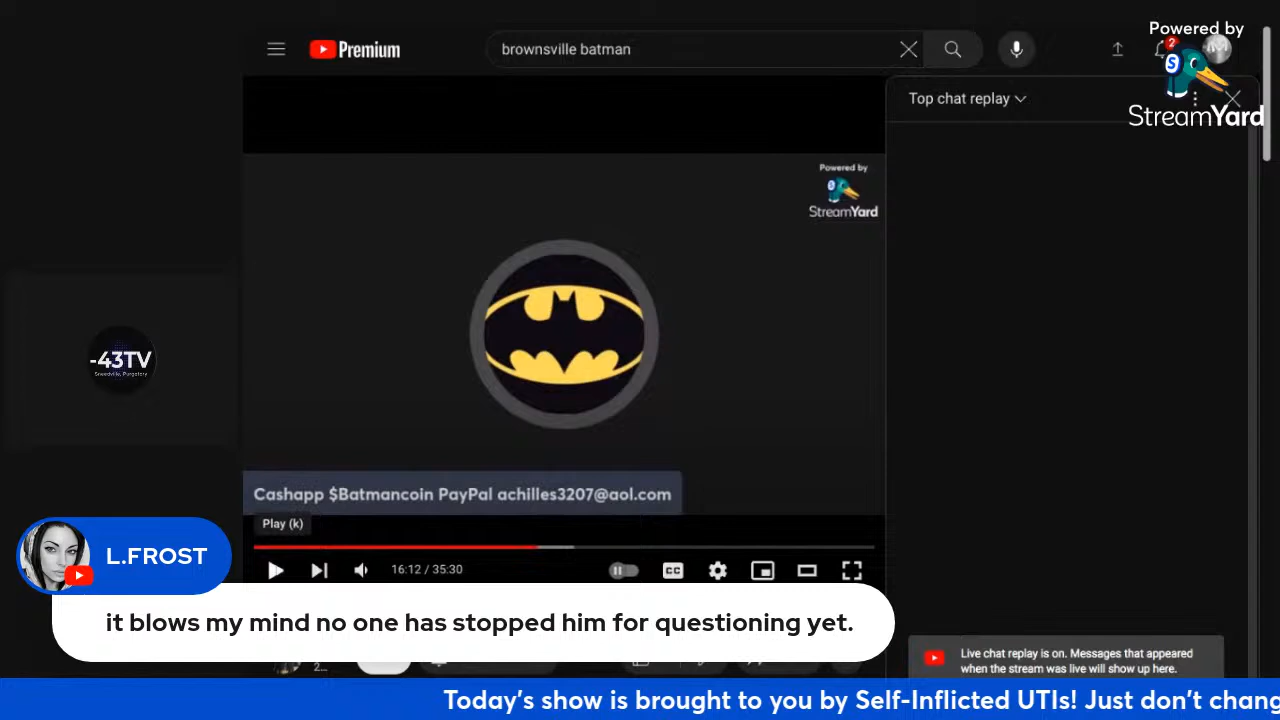 Powered by
StreamYard
Premium
brownsville batman
2
Top chat replay
Powered by
StreamYard
-43TV
Cashapp $Batmancoin PayPal achilles3207@aol.com
Play (k)
16:12 / 35:30
CC
L.FROST
it blows my mind no one has stopped him for questioning yet.
2...
Live chat replay is on. Messages that appeared
when the stream was live will show up here.
Today's show is brought to you by Self-Inflicted UTIs! Just don't chang